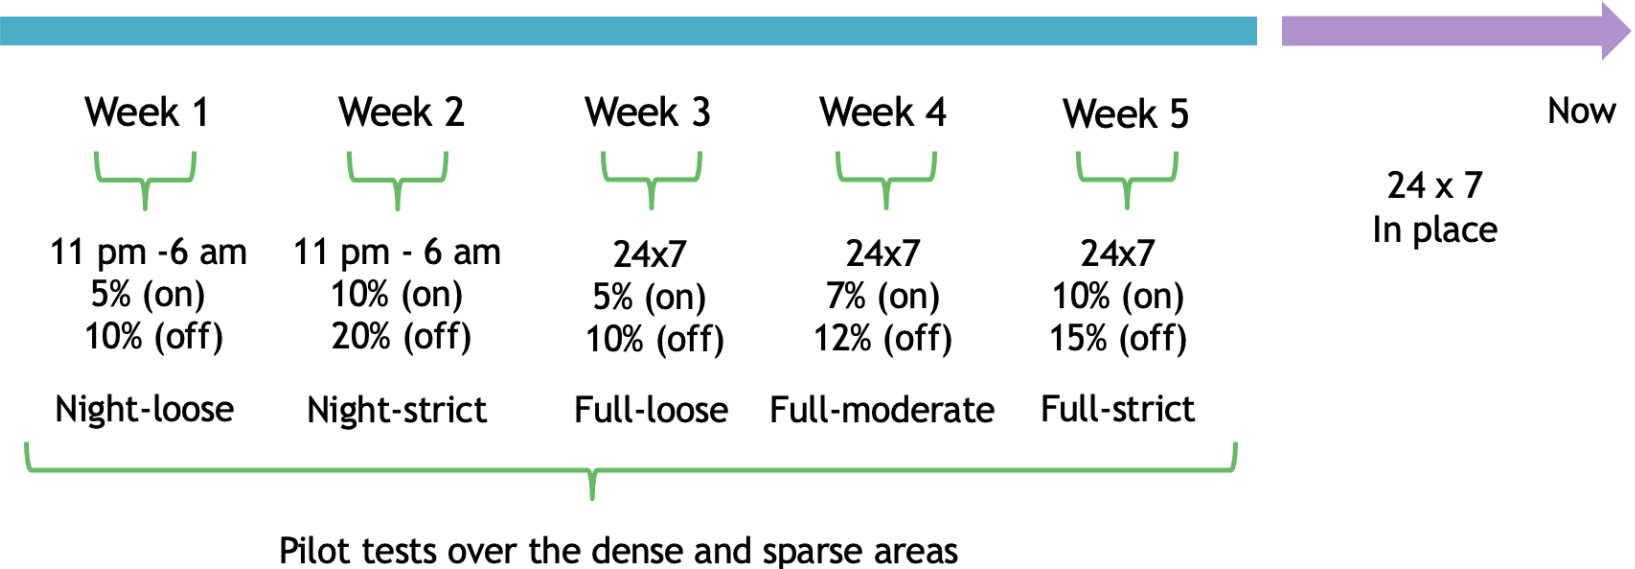 Week 1
Week 2
Week 3
Week 4
Week 5
Now
11 pm -6 am
5% (on)
10% (off)
11 pm - 6 am
10% (on)
20% (off)
24x7
5% (on)
10% (off)
24x7
7% (on)
12% (off)
24x7
10% (on)
15% (off)
24 x 7
In place
Night-loose
Night-strict
Full-loose
Full-moderate
Full-strict
Pilot tests over the dense and sparse areas